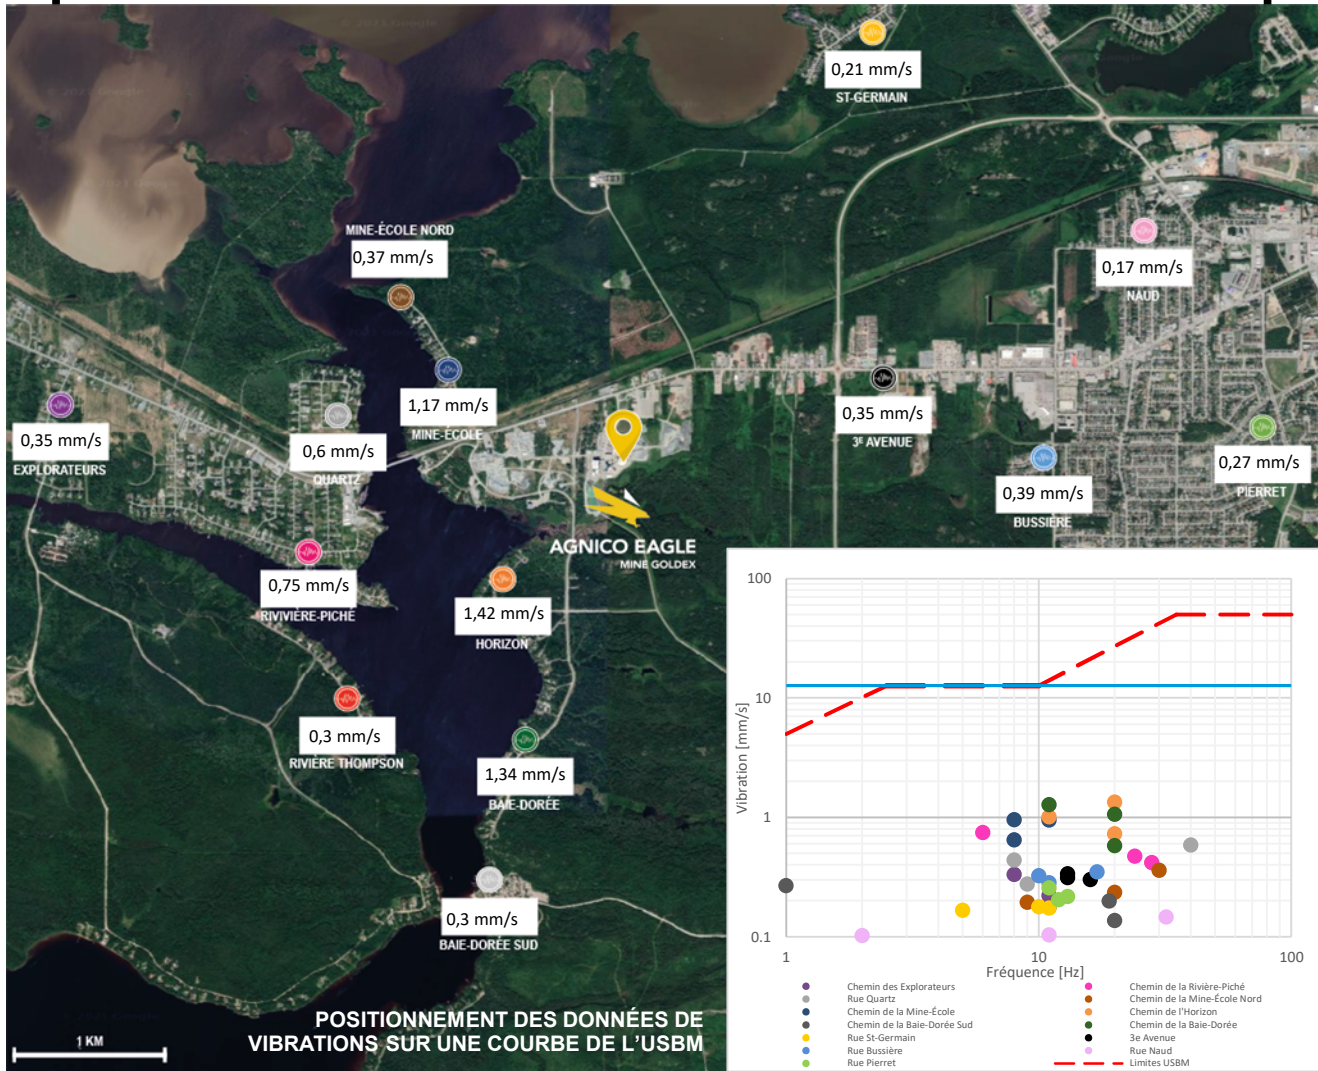 0,21 mm/s
ST-GERMAIN
MINE-ÉCOLE NORD
0,37 mm/s
0,17 mm/s
NAUD
1,17 mm/s
MINE-ÉCOLE
0,35 mm/s
EXPLORATEURS
0,6 mm/s
QUARTZ
0,35 mm/s
3E AVENUE
0,27 mm/s
PIERRET
0,39 mm/s
BUSSIÈRE
AGNICO EAGLE
MINE GOLDEX
0,75 mm/s
RIVIVIÈRE-PICHÉ
1,42 mm/s
HORIZON
0,3 mm/s
RIVIÈRE THOMPSON
1,34 mm/s
BAIE-DORÉE
0,3 mm/s
BAIE-DORÉE SUD
POSITIONNEMENT DES DONNÉES DE
VIBRATIONS SUR UNE COURBE DE L'USBM
1 KM
100
10
1
0.1
Vibration [mm/s]
1
10
100
Fréquence [Hz]
Chemin des Explorateurs
Chemin de la Rivière-Piché
Rue Quartz
Chemin de la Mine-École Nord
Chemin de la Mine-École
Chemin de l'Horizon
Chemin de la Baie-Dorée Sud
Chemin de la Baie-Dorée
Rue St-Germain
3e Avenue
Rue Bussière
Rue Naud
Rue Pierret
Limites USBM